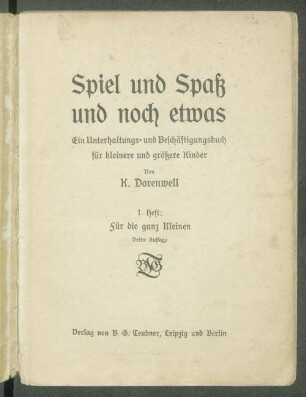 Spiel und Spaß
und noch etwas
Ein Unterhaltungs- und Beschäftigungsbuch
für kleinere und größere Kinder
Von
K. Dorenwell
1. Heft:
Für die ganz Kleinen
Dritte Auflage
Verlag von B. G. Teubner, Leipzig und Berlin